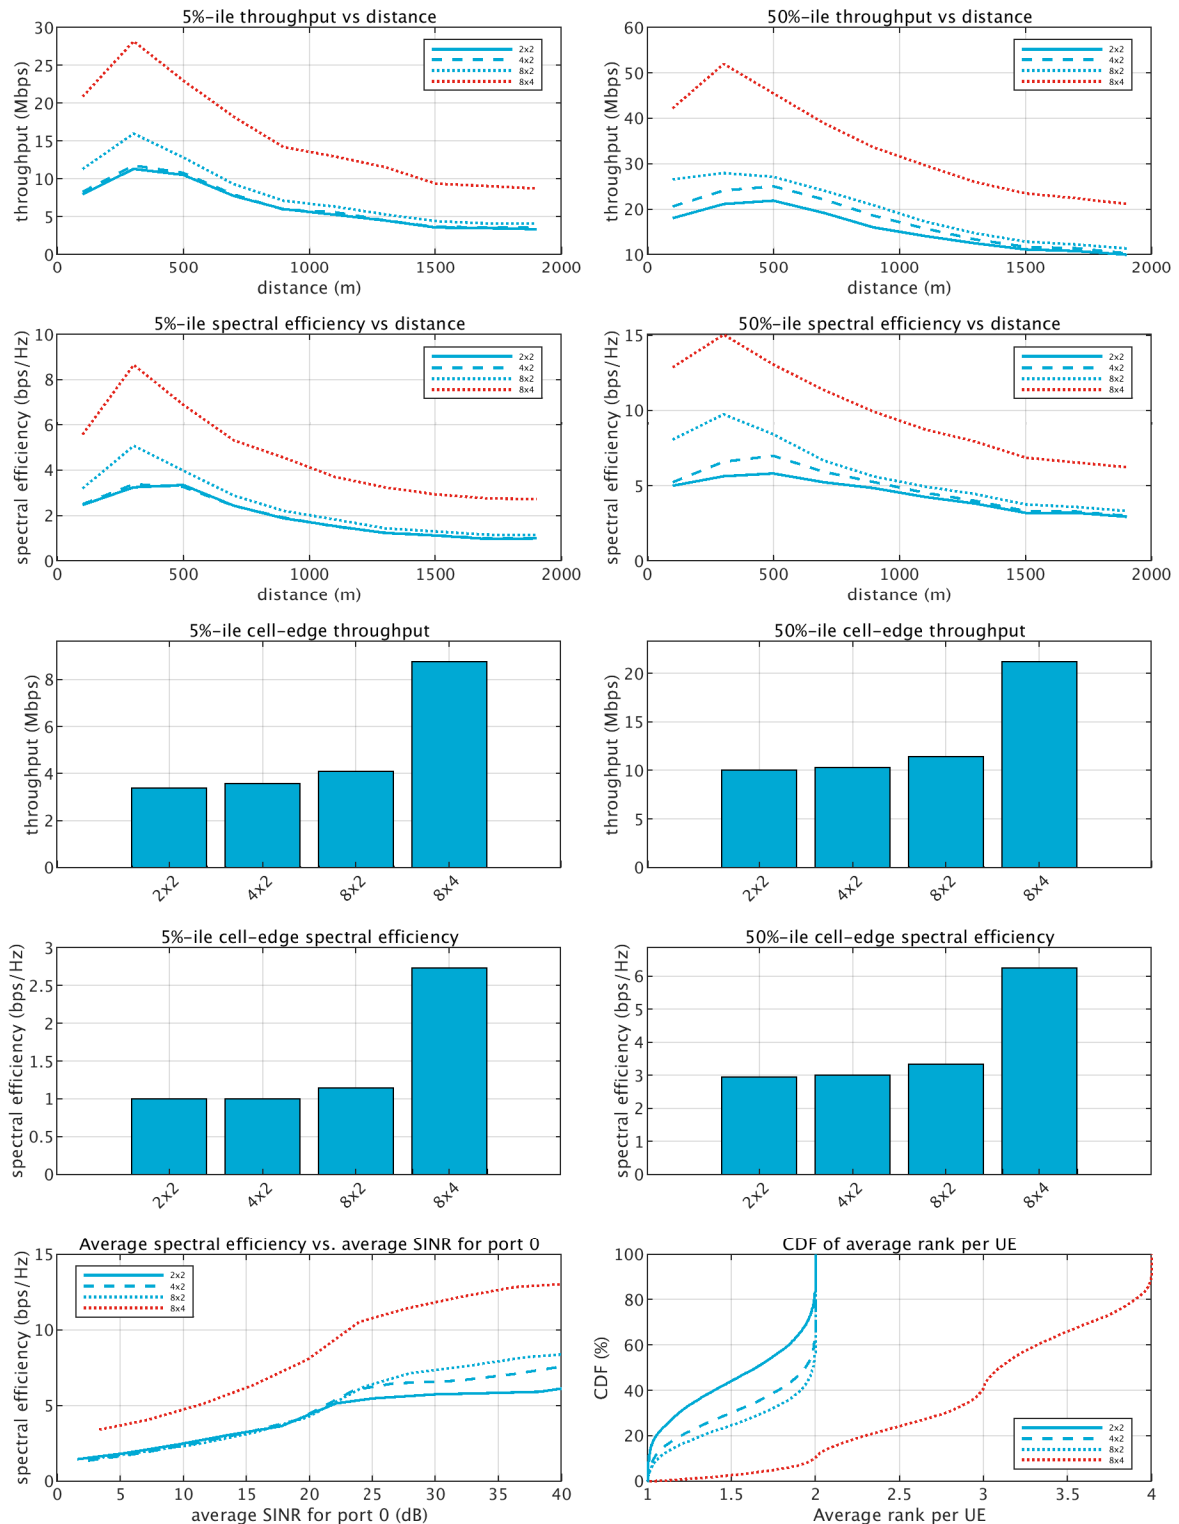 5%-ile throughput vs distance
throughput (Mbps)
30
25
20
15
10
5
0
0 500 1000 1500 2000
distance (m)
2x2
4x2
8x2
8x4
50%-ile throughput vs distance
throughput (Mbps)
60
50
40
30
20
10
0 500 1000 1500 2000
distance (m)
2x2
4x2
8x2
8x4
5%-ile spectral efficiency vs distance
spectral efficiency (bps/Hz)
10
8
6
4
2
0
0 500 1000 1500 2000
distance (m)
2x2
4x2
8x2
8x4
50%-ile spectral efficiency vs distance
spectral efficiency (bps/Hz)
15
10
5
0
0 500 1000 1500 2000
distance (m)
2x2
4x2
8x2
8x4
5%-ile cell-edge throughput
throughput (Mbps)
8
6
4
2
0
2x2 4x2 8x2 8x4
50%-ile cell-edge throughput
throughput (Mbps)
20
15
10
5
0
2x2 4x2 8x2 8x4
5%-ile cell-edge spectral efficiency
spectral efficiency (bps/Hz)
3
2.5
2
1.5
1
0.5
0
2x2 4x2 8x2 8x4
50%-ile cell-edge spectral efficiency
spectral efficiency (bps/Hz)
6
5
4
3
2
1
0
2x2 4x2 8x2 8x4
Average spectral efficiency vs. average SINR for port 0
spectral efficiency (bps/Hz)
15
10
5
0
0 5 10 15 20 25 30 35 40
average SINR for port 0 (dB)
2x2
4x2
8x2
8x4
CDF of average rank per UE
CDF (%)
100
80
60
40
20
0
1 1.5 2 2.5 3 3.5 4
Average rank per UE
2x2
4x2
8x2
8x4